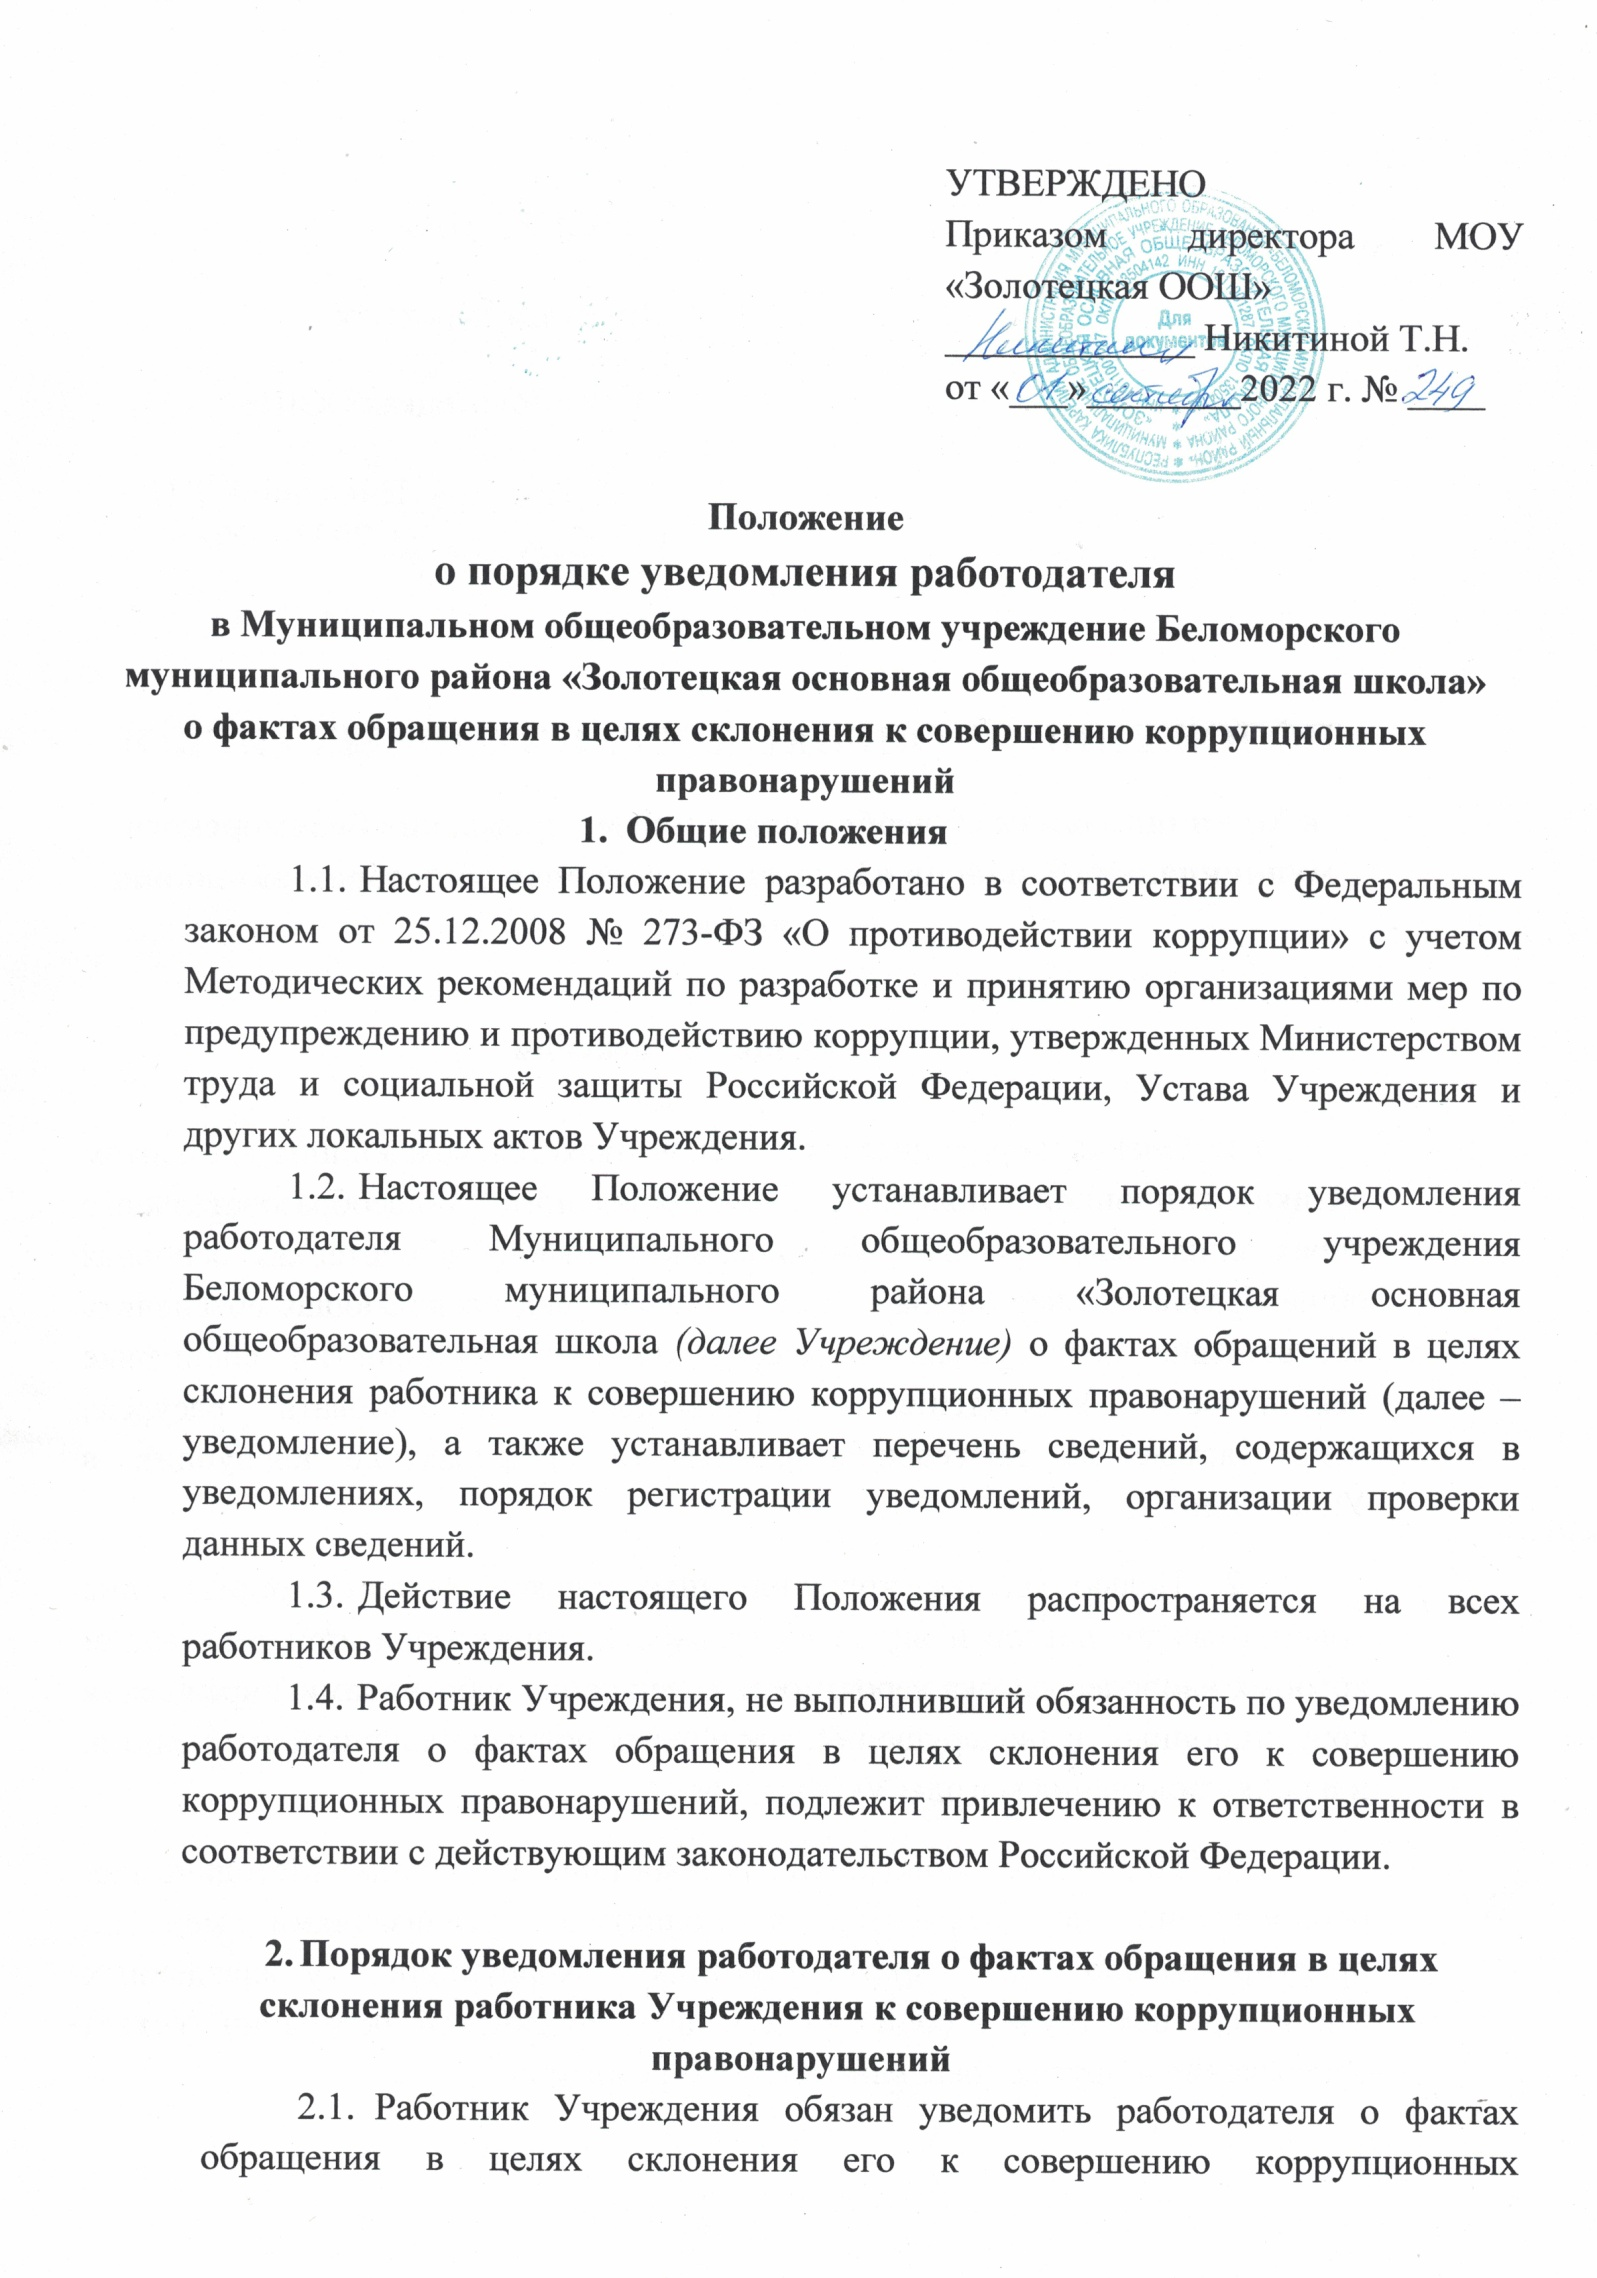 УТВЕРЖДЕНО
Приказом директора МОУ
«Золотецкая ООШ»
Никитиной Т.Н.
от «01» сентября 2022 г. № 249
Для
документов
Положение
о порядке уведомления работодателя
в Муниципальном общеобразовательном учреждение Беломорского
муниципального района «Золотецкая основная общеобразовательная школа»
о фактах обращения в целях склонения к совершению коррупционных
правонарушений
1. Общие положения
1.1. Настоящее Положение разработано в соответствии с Федеральным
законом от 25.12.2008 № 273-ФЗ «О противодействии коррупции» с учетом
Методических рекомендаций по разработке и принятию организациями мер по
предупреждению и противодействию коррупции, утвержденных Министерством
труда и социальной защиты Российской Федерации, Устава Учреждения и
других локальных актов Учреждения.
1.2. Настоящее Положение устанавливает порядок уведомления
работодателя Муниципального общеобразовательного учреждения
Беломорского муниципального района «Золотецкая основная
общеобразовательная школа (далее Учреждение) о фактах обращений в целях
склонения работника к совершению коррупционных правонарушений (далее –
уведомление), а также устанавливает перечень сведений, содержащихся в
уведомлениях, порядок регистрации уведомлений, организации проверки
данных сведений.
1.3. Действие настоящего Положения распространяется на всех
работников Учреждения.
1.4. Работник Учреждения, не выполнивший обязанность по уведомлению
работодателя о фактах обращения в целях склонения его к совершению
коррупционных правонарушений, подлежит привлечению к ответственности в
соответствии с действующим законодательством Российской Федерации.
2. Порядок уведомления работодателя о фактах обращения в целях
склонения работника Учреждения к совершению коррупционных
правонарушений
2.1. Работник Учреждения обязан уведомить работодателя о фактах
обращения в целях склонения его к совершению коррупционных